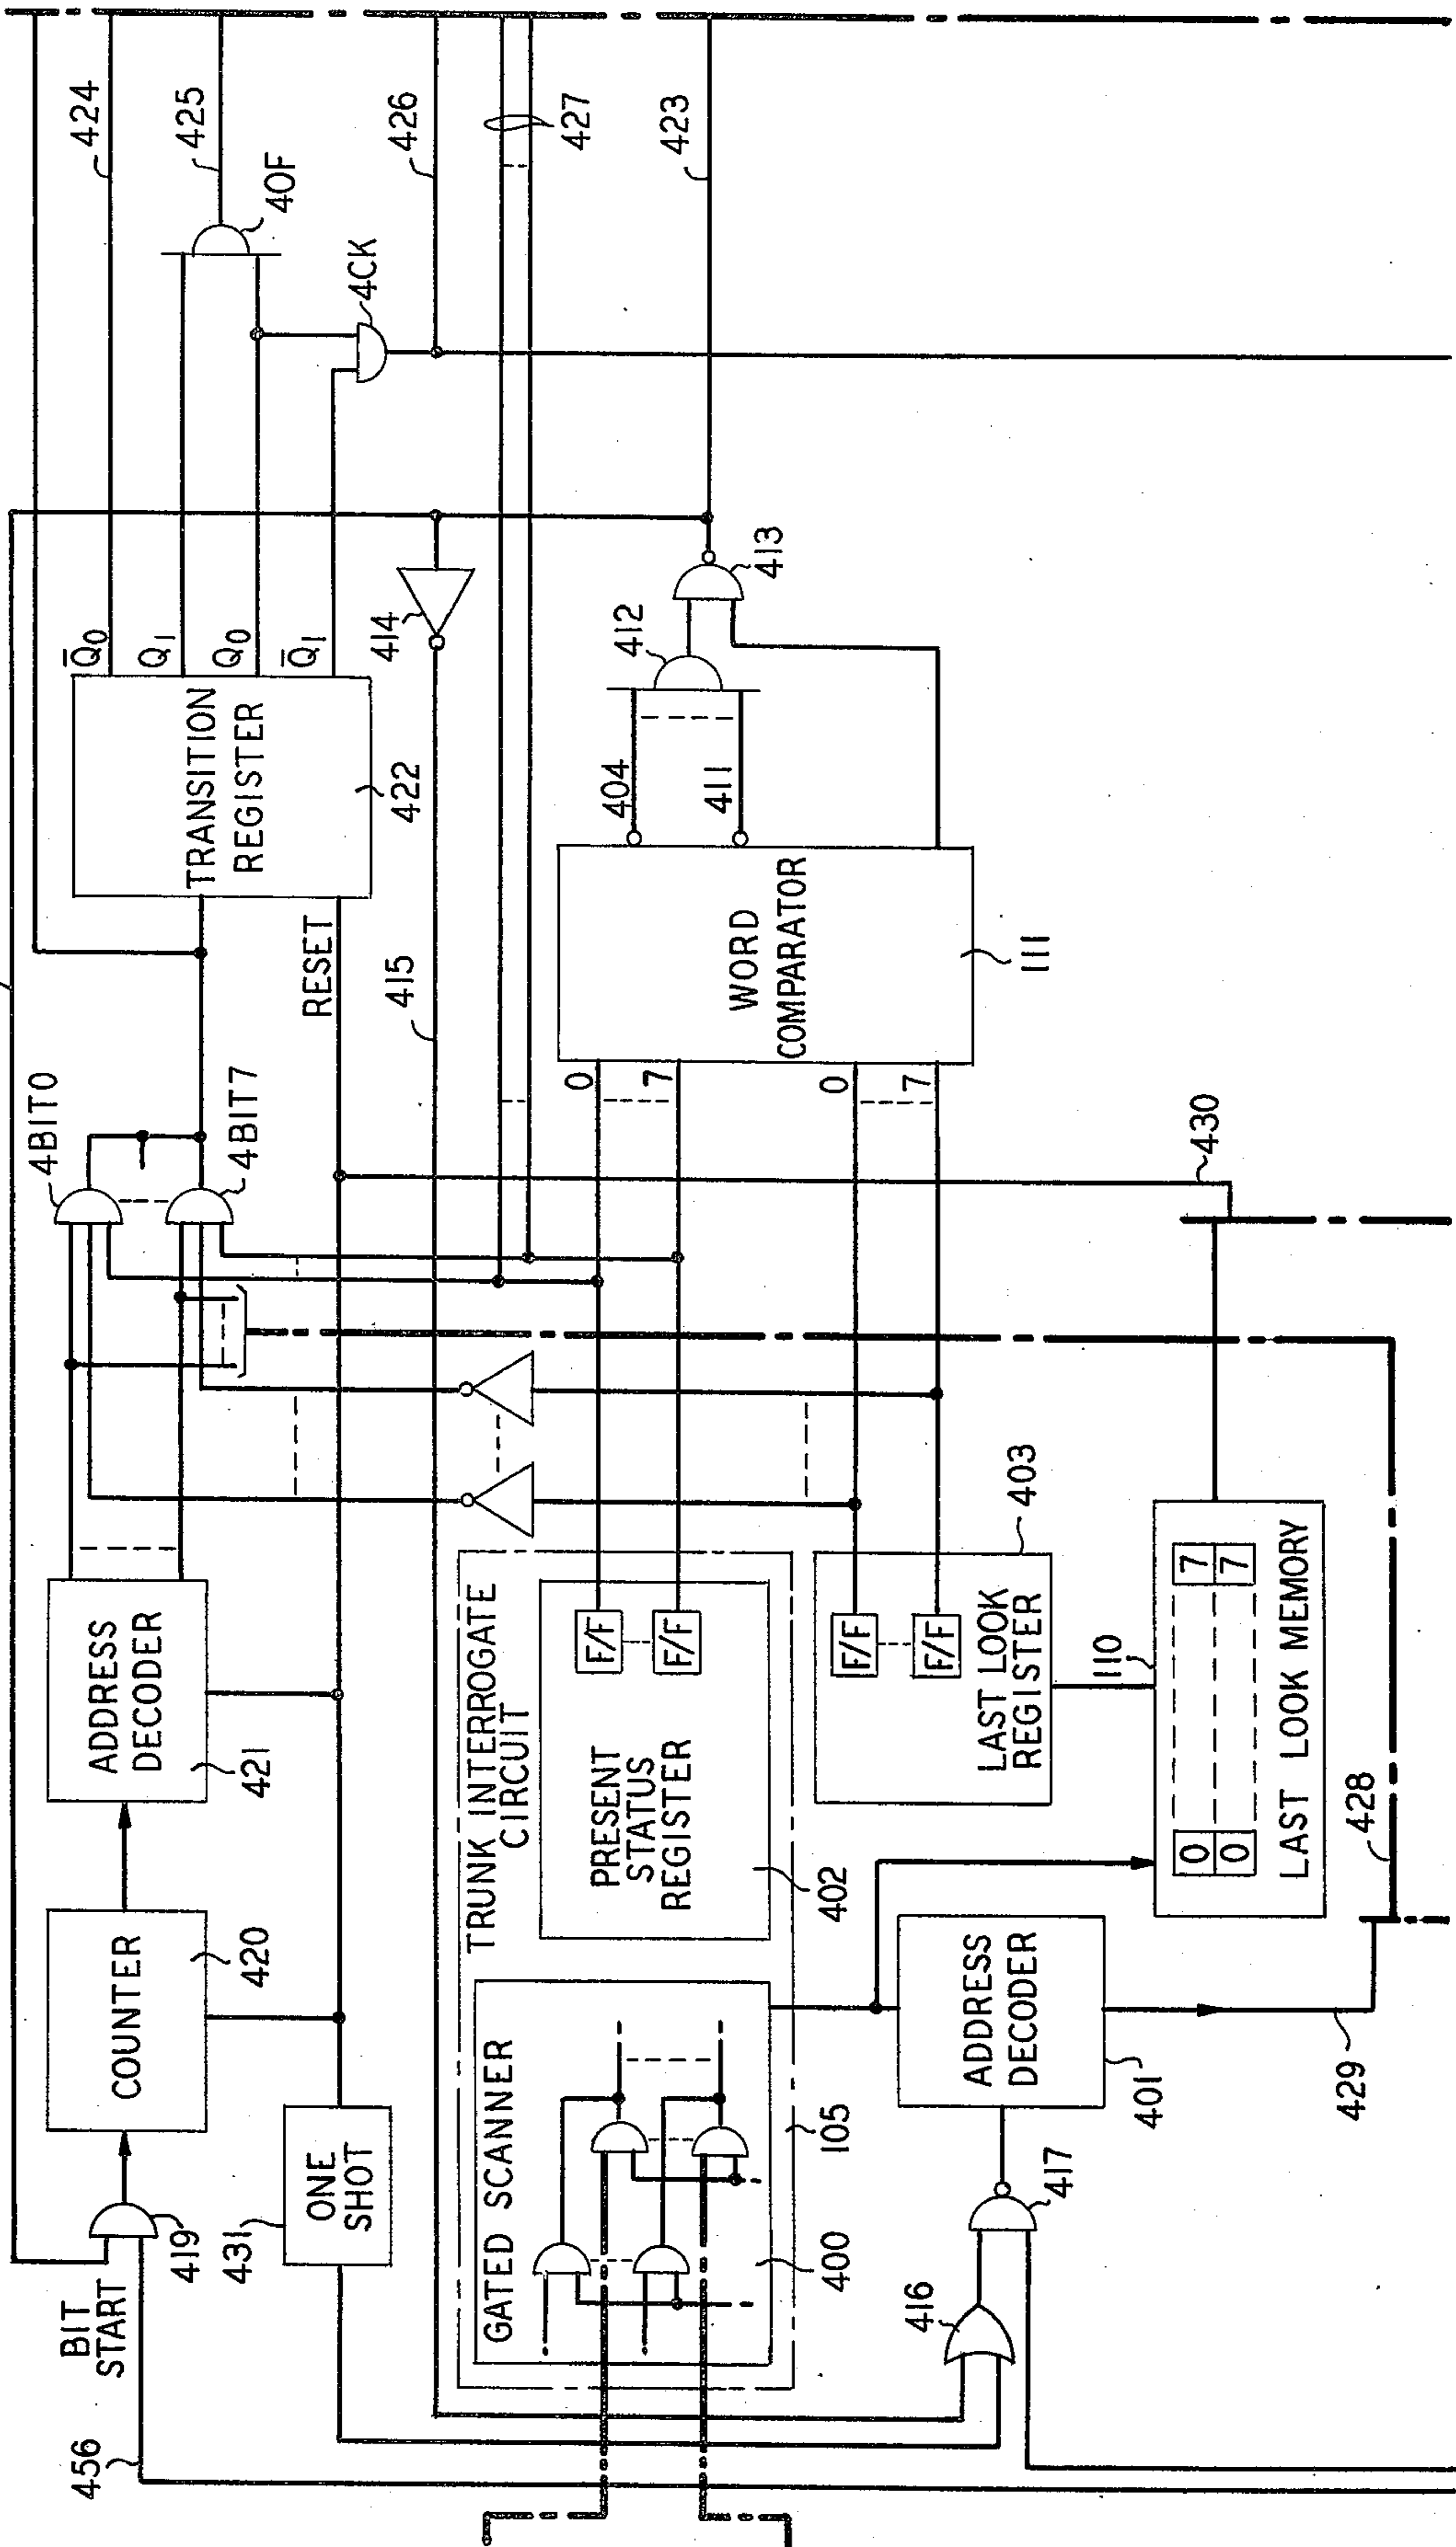 BIT
START
456
419
COUNTER
420
ADDRESS
DECODER
421
4BIT0
4BIT7
431
ONE
SHOT
RESET
TRANSITION
REGISTER
422
Q̅0
Q1
Q0
Q̅1
424
425
40F
4CK
426
427
423
414
415
TRUNK INTERROGATE
CIRCUIT
GATED SCANNER
400
105
PRESENT
STATUS
REGISTER
402
F/F
F/F
0
7
0
7
WORD
COMPARATOR
111
404
411
412
413
LAST LOOK
REGISTER
403
F/F
F/F
416
417
ADDRESS
DECODER
401
429
428
110
0
7
0
7
LAST LOOK MEMORY
430